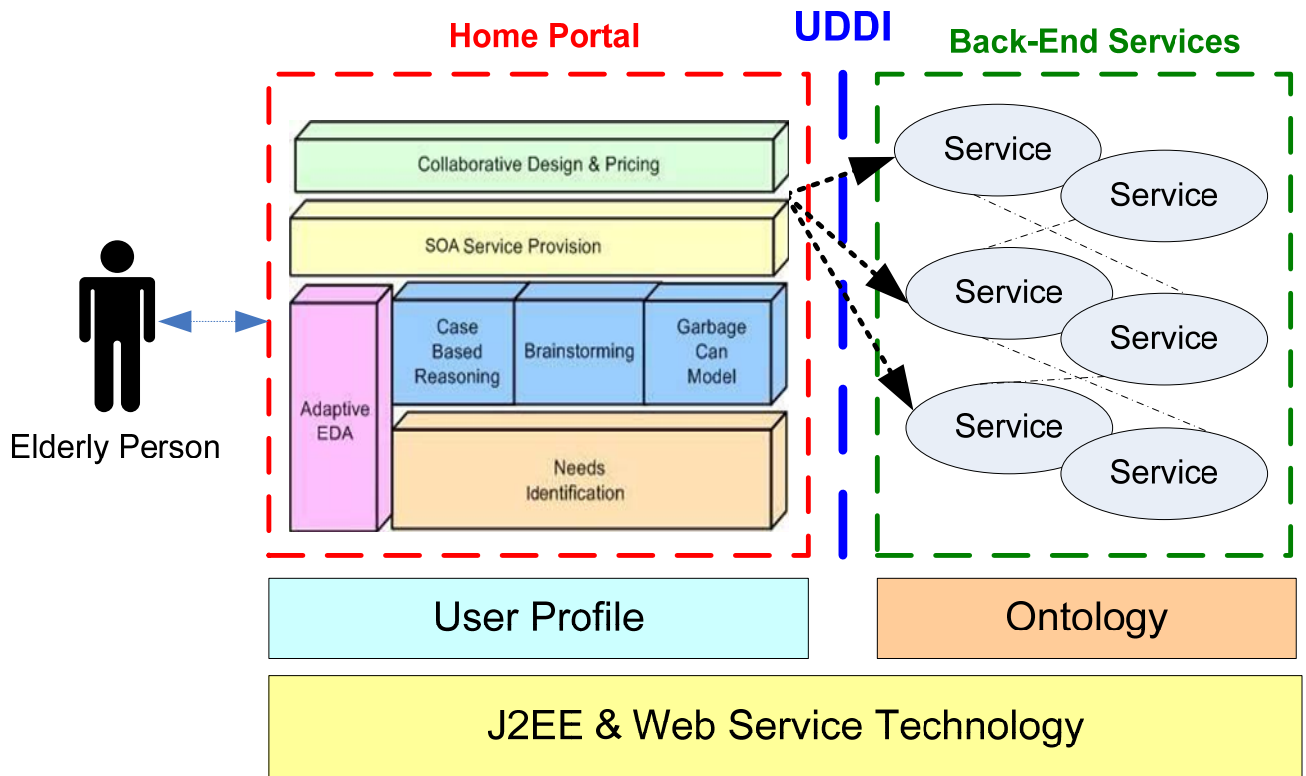 Home Portal
UDDI
Back-End Services
Collaborative Design & Pricing
SOA Service Provision
Case
Based
Reasoning
Brainstorming
Garbage
Can
Model
Adaptive
EDA
Needs
Identification
Elderly Person
Service
Service
Service
Service
Service
Service
User Profile
Ontology
J2EE & Web Service Technology